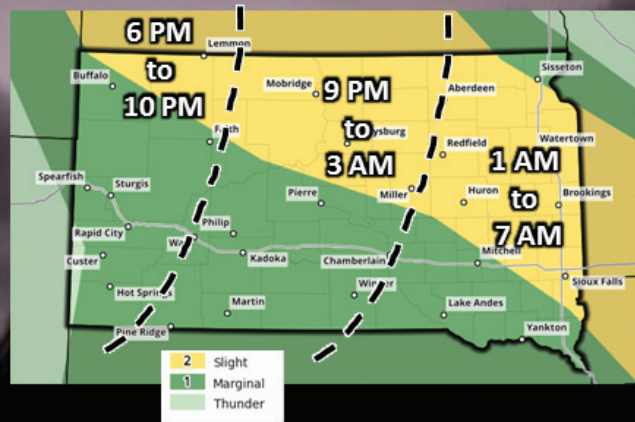 6 PM
to
10 PM
9 PM
to
3 AM
1 AM
to
7 AM
Lemmon
Sisseton
Buffalo
Mobridge
Aberdeen
Faith
Redfield
Watertown
Spearfish
Sturgis
Pierre
Miller
Huron
Brookings
Philip
Rapid City
Custer
Kadoka
Chamberlain
Mitchell
Hot Springs
Martin
Winner
Lake Andes
Sioux Falls
Pine Ridge
Yankton
2 Slight
1 Marginal
Thunder